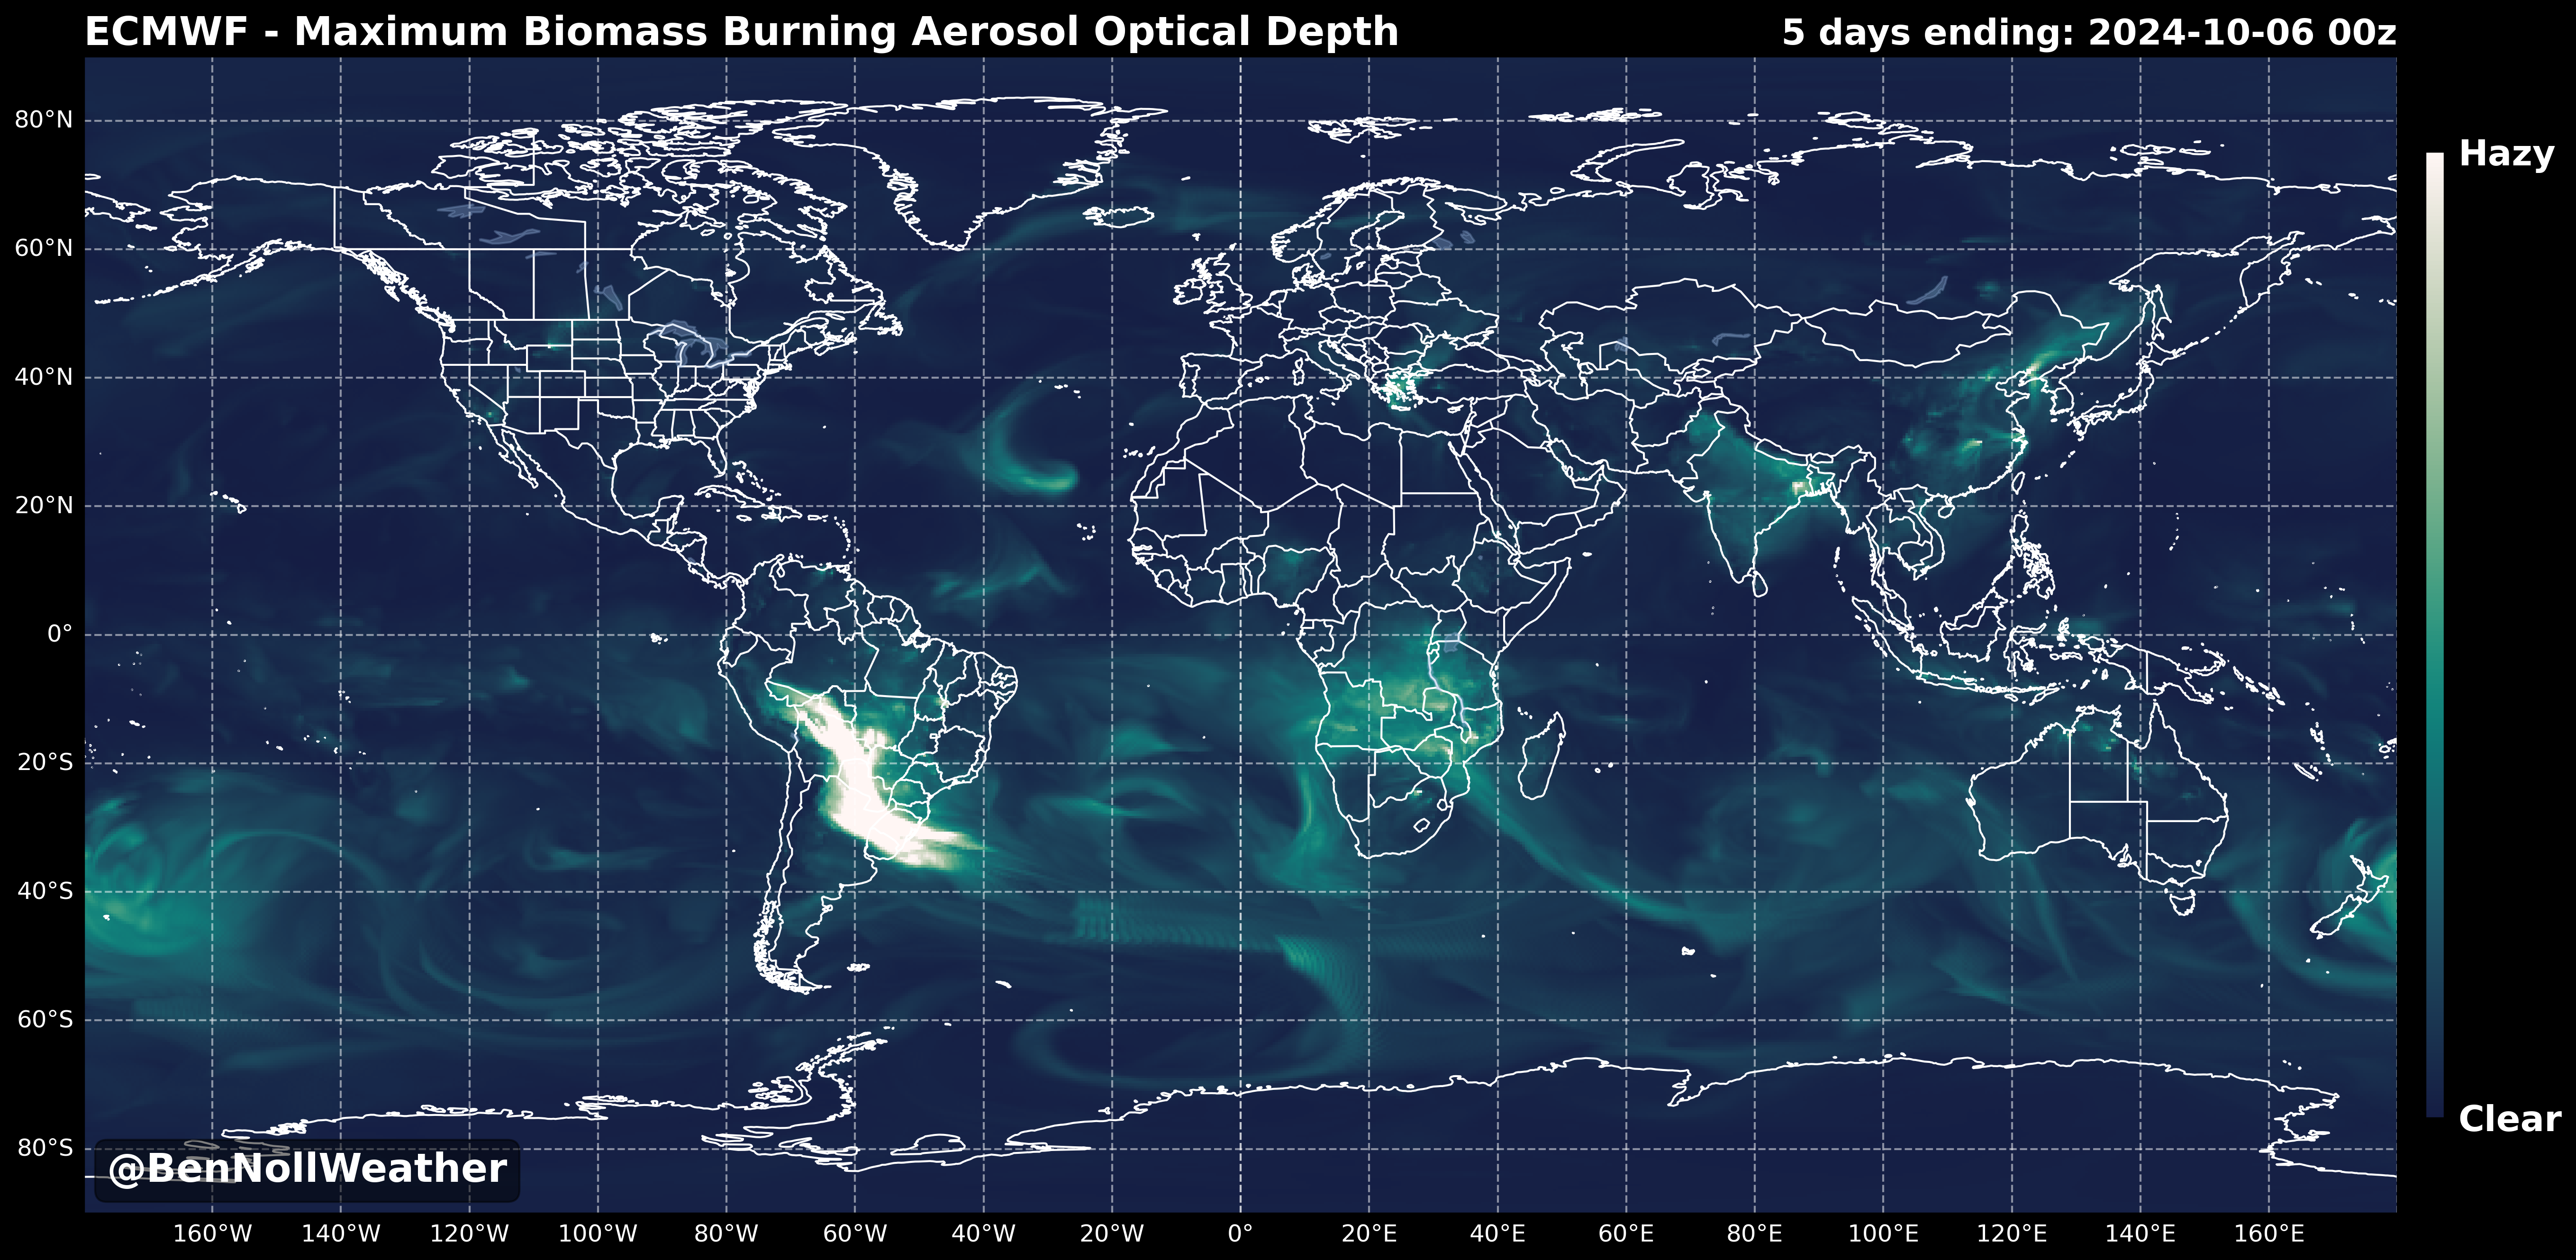 ECMWF - Maximum Biomass Burning Aerosol Optical Depth
5 days ending: 2024-10-06 00z
Hazy
Clear
80°N
60°N
40°N
20°N
0°
20°S
40°S
60°S
80°S
@BenNollWeather
160°W 140°W 120°W 100°W 80°W 60°W 40°W 20°W 0° 20°E 40°E 60°E 80°E 100°E 120°E 140°E 160°E